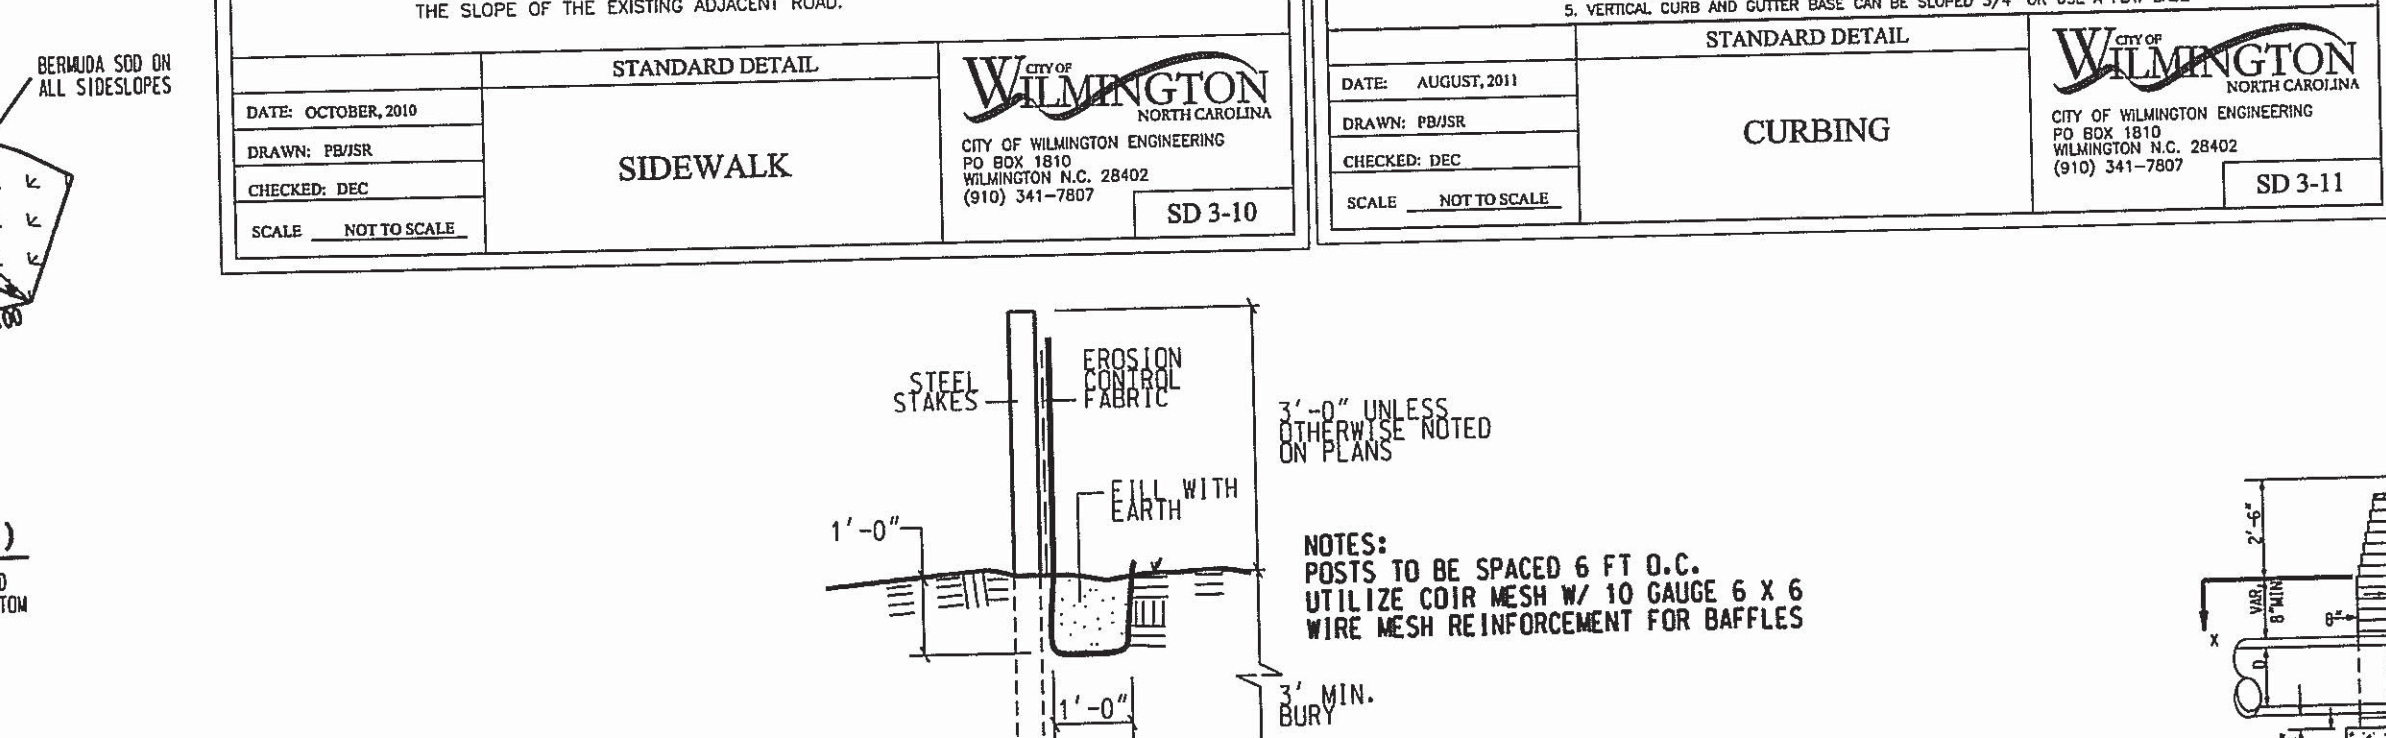 THE SLOPE OF THE EXISTING ADJACENT ROAD.
5. VERTICAL CURB AND GUTTER BASE CAN BE SLOPED 3/4"
BERMUDA SOD ON
ALL SIDESLOPES
STANDARD DETAIL
DATE: OCTOBER, 2010
DRAWN: PB/JSR
CHECKED: DEC
SCALE NOT TO SCALE
SIDEWALK
CITY OF
WILMINGTON
NORTH CAROLINA
CITY OF WILMINGTON ENGINEERING
PO BOX 1810
WILMINGTON N.C. 28402
(910) 341-7807
SD 3-10
STANDARD DETAIL
DATE: AUGUST, 2011
DRAWN: PB/JSR
CHECKED: DEC
SCALE NOT TO SCALE
CURBING
CITY OF
WILMINGTON
NORTH CAROLINA
CITY OF WILMINGTON ENGINEERING
PO BOX 1810
WILMINGTON N.C. 28402
(910) 341-7807
SD 3-11
STEEL
STAKES
EROSION
CONTROL
FABRIC
3'-0" UNLESS
OTHERWISE NOTED
ON PLANS
FILL WITH
EARTH
1'-0"
NOTES:
POSTS TO BE SPACED 6 FT O.C.
UTILIZE COIR MESH W/ 10 GAUGE 6 X 6
WIRE MESH REINFORCEMENT FOR BAFFLES
1'-0"
3' MIN.
BURY
2'-6"
VAR.
8"MIN
8"
X
D
)
TOM